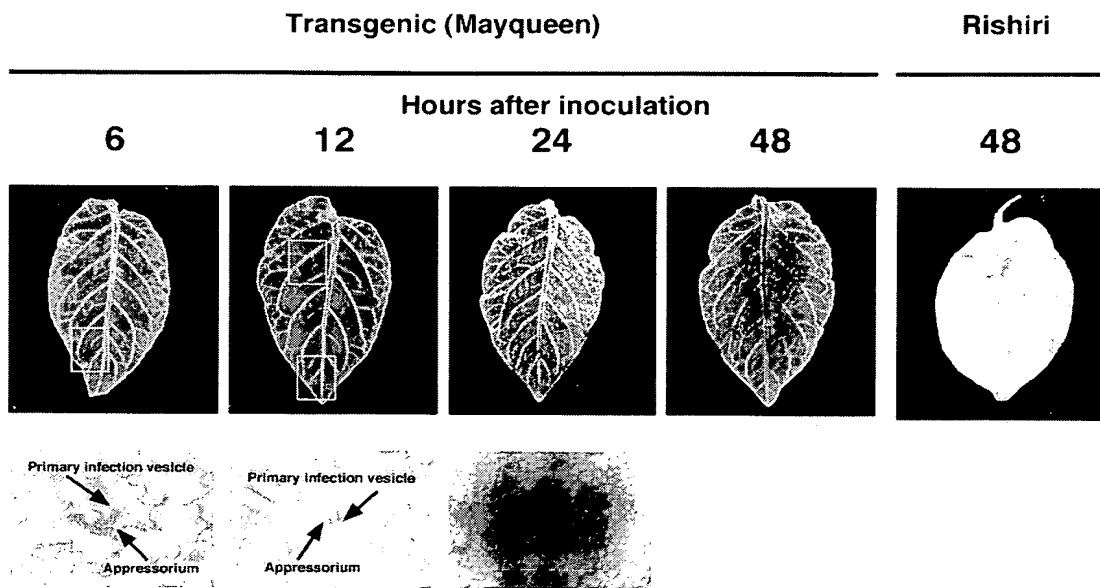 Transgenic (Mayqueen) Rishiri
Hours after inoculation
6 12 24 48 48
Primary infection vesicle Primary infection vesicle
Appressorium Appressorium